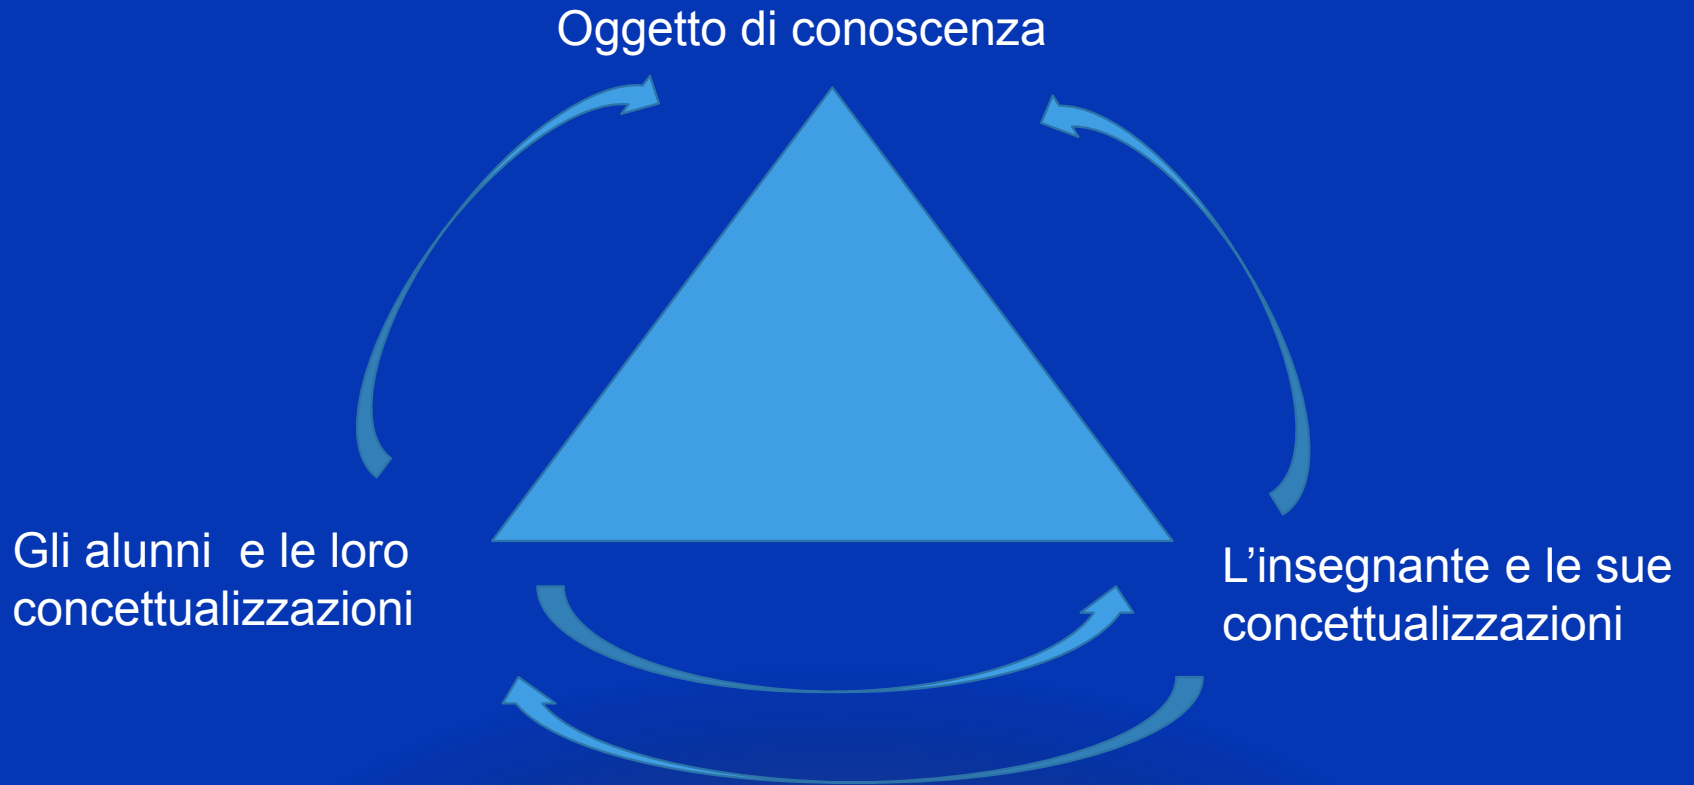 Oggetto di conoscenza
Gli alunni  e le loro
concettualizzazioni
L’insegnante e le sue
concettualizzazioni